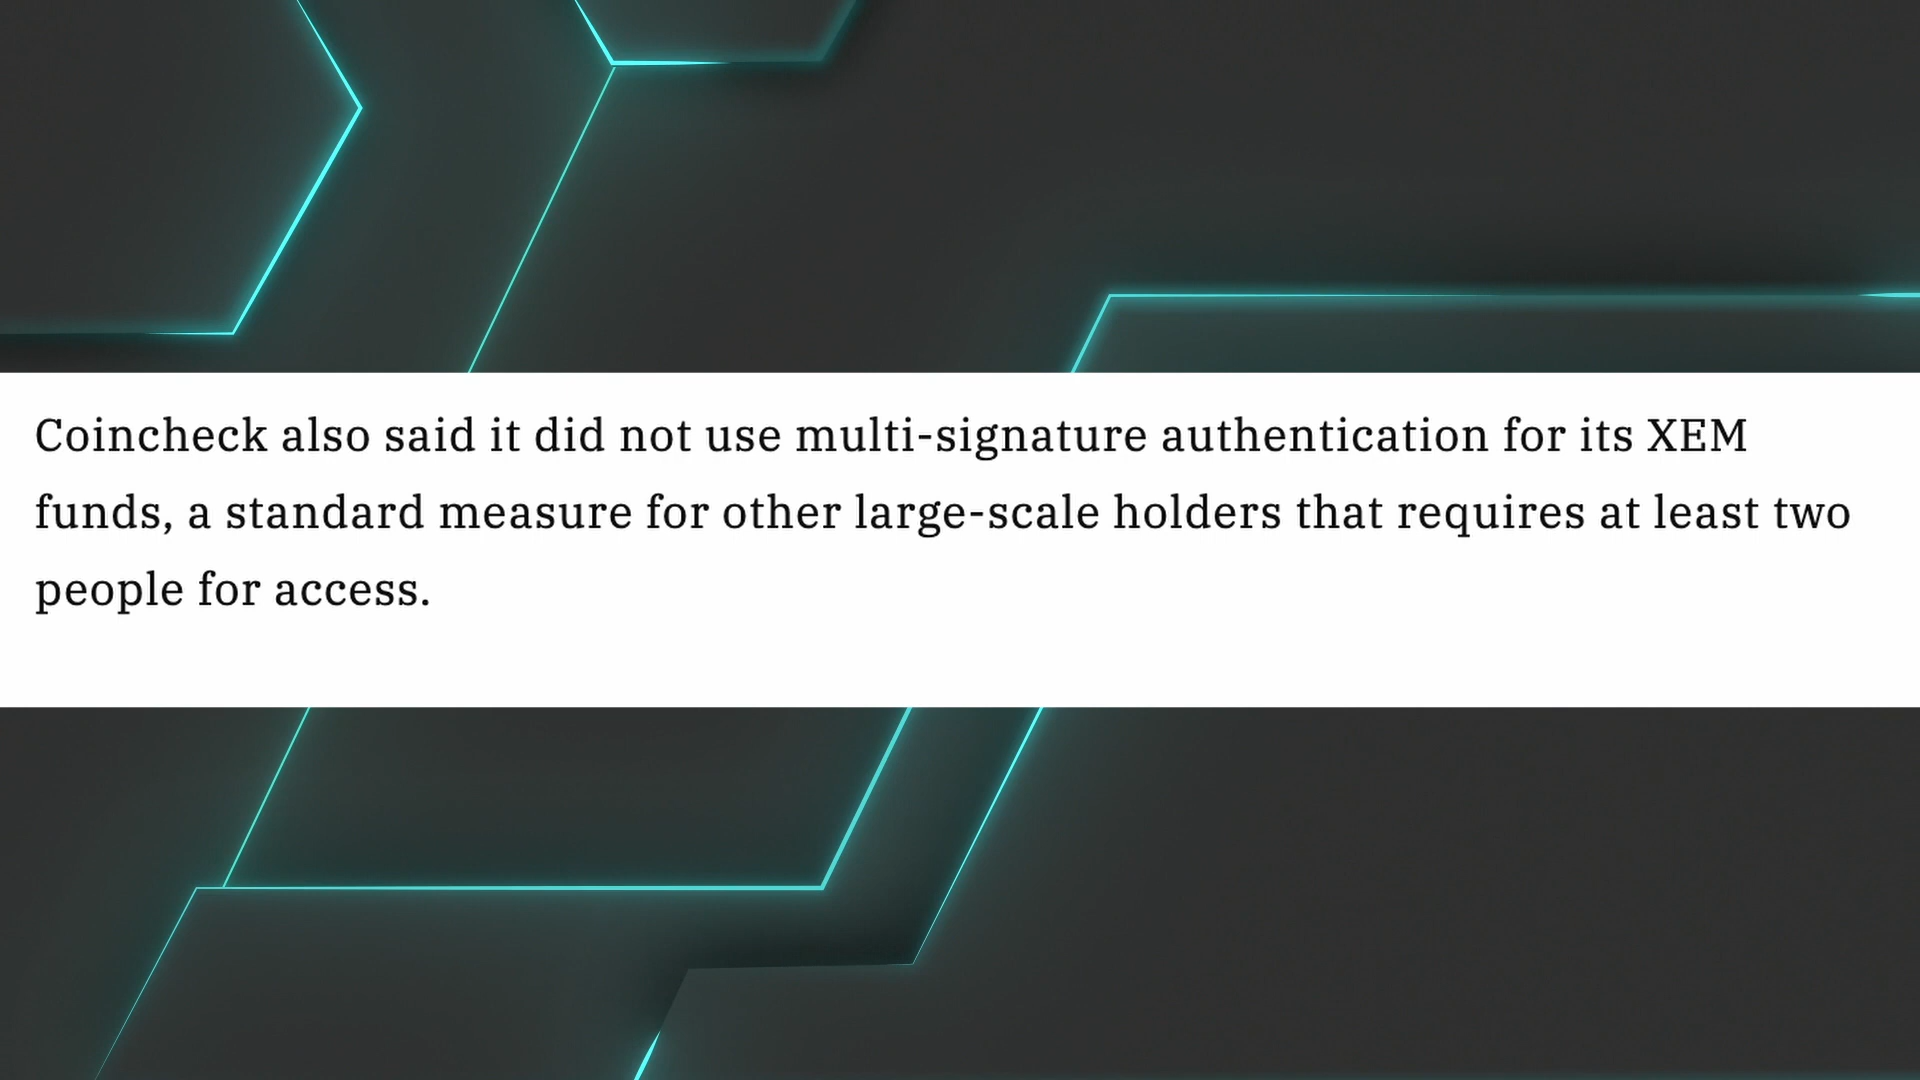 Coincheck also said it did not use multi-signature authentication for its XEM
funds, a standard measure for other large-scale holders that requires at least two
people for access.